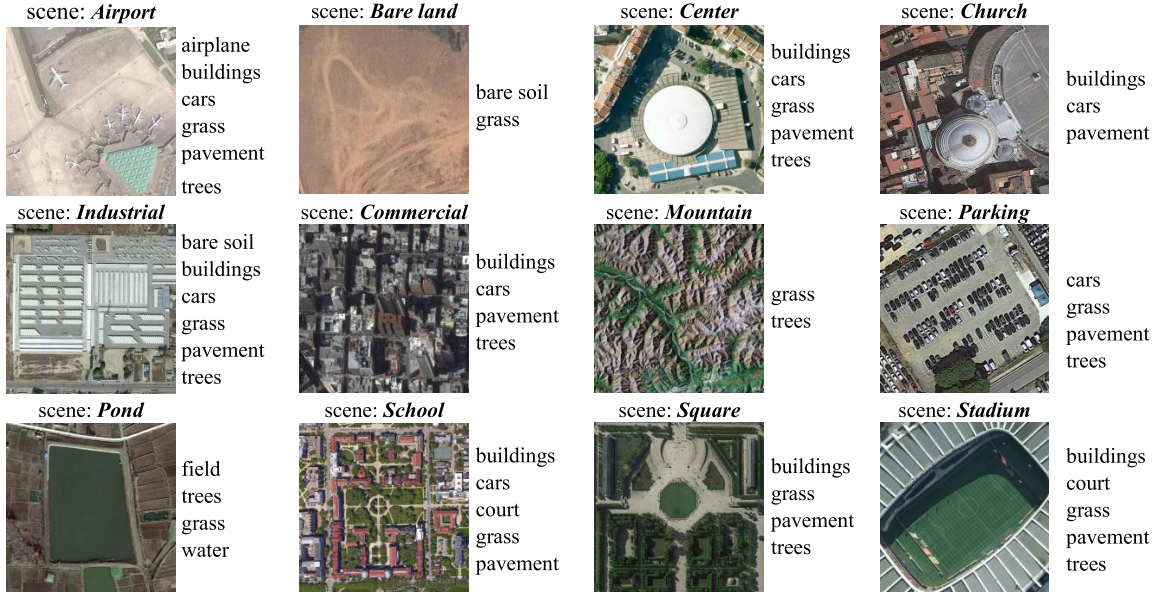 scene: Airport
airplane
buildings
cars
grass
pavement
trees
scene: Bare land
bare soil
grass
scene: Center
buildings
cars
grass
pavement
trees
scene: Church
buildings
cars
pavement
scene: Industrial
bare soil
buildings
cars
grass
pavement
trees
scene: Commercial
buildings
cars
pavement
trees
scene: Mountain
grass
trees
scene: Parking
cars
grass
pavement
trees
scene: Pond
field
trees
grass
water
scene: School
buildings
cars
court
grass
pavement
scene: Square
buildings
grass
pavement
trees
scene: Stadium
buildings
court
grass
pavement
trees